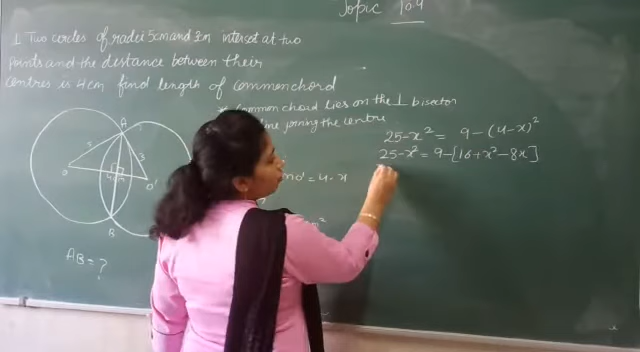 Topic 10.4
1 Two circles of radii 5cm and 3cm interset at two
points and the distance between their
centres is 4cm find length of common chord
* Common chord lies on the ⊥ bisector
line joining the centre
25-x² = 9-(4-x)²
25-x² = 9-[16+x²-8x]
mo' = 4-x
A
5
3
O
O'
B
AB = ?